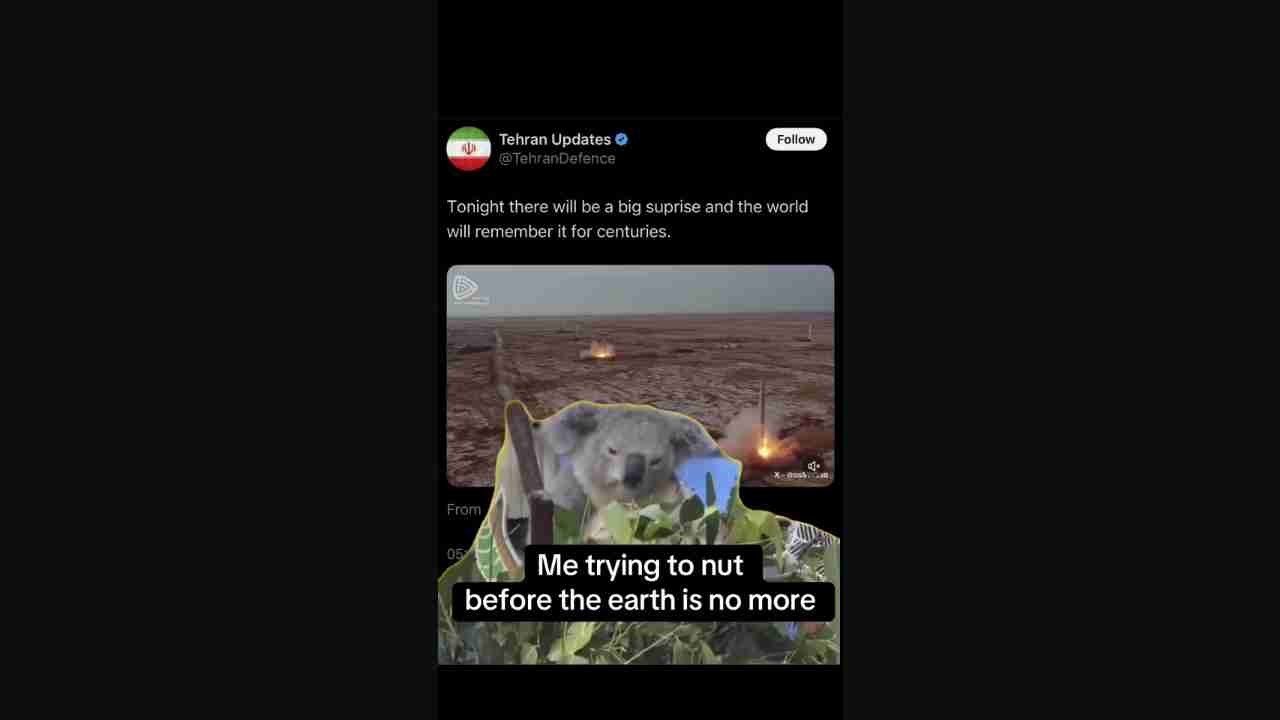 Tehran Updates
@TehranDefence
Follow
Tonight there will be a big suprise and the world
will remember it for centuries.
From
05:
Me trying to nut
before the earth is no more